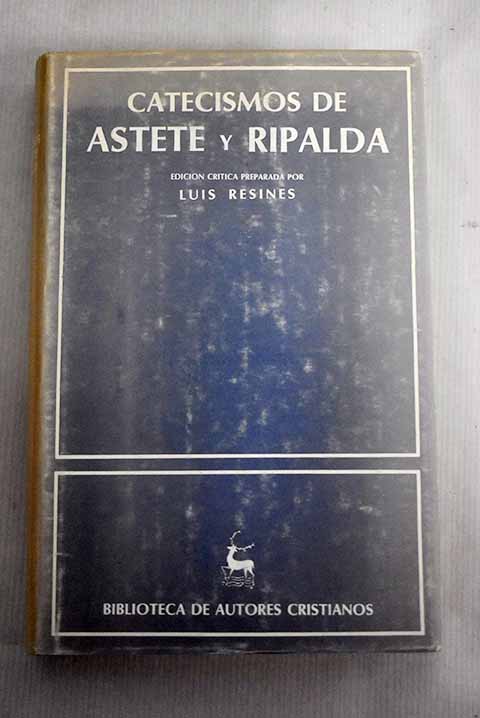 CATECISMOS DE
ASTETE Y RIPALDA
EDICION CRITICA PREPARADA POR
LUIS RESINES
BIBLIOTECA DE AUTORES CRISTIANOS